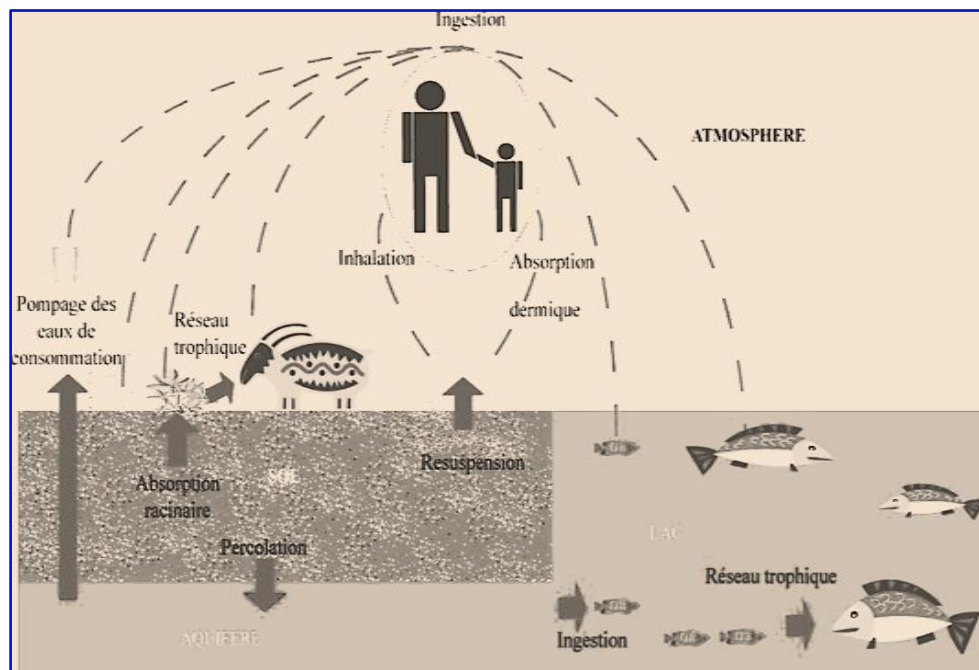 Ingestion
ATMOSPHERE
Inhalation
Absorption
dermique
Pompage des
eaux de
consommation
Réseau
trophique
Absorption
racinaire
Resuspension
Percolation
LAC
Réseau trophique
Ingestion
AQUIFERE